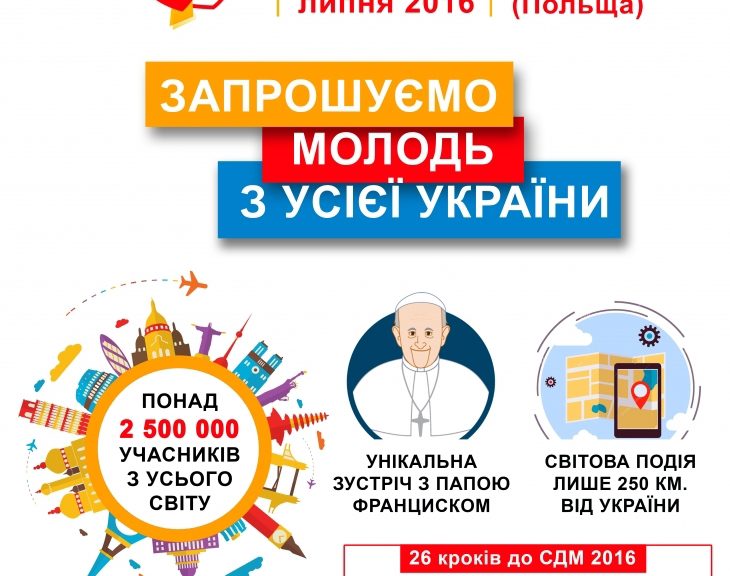 липня 2016
(Польща)
ЗАПРОШУЄМО
МОЛОДЬ
З УСІЄЇ УКРАЇНИ
ПОНАД
2 500 000
УЧАСНИКІВ
З УСЬОГО
СВІТУ
УНІКАЛЬНА
ЗУСТРІЧ З ПАПОЮ
ФРАНЦИСКОМ
СВІТОВА ПОДІЯ
ЛИШЕ 250 КМ.
ВІД УКРАЇНИ
26 кроків до СДМ 2016